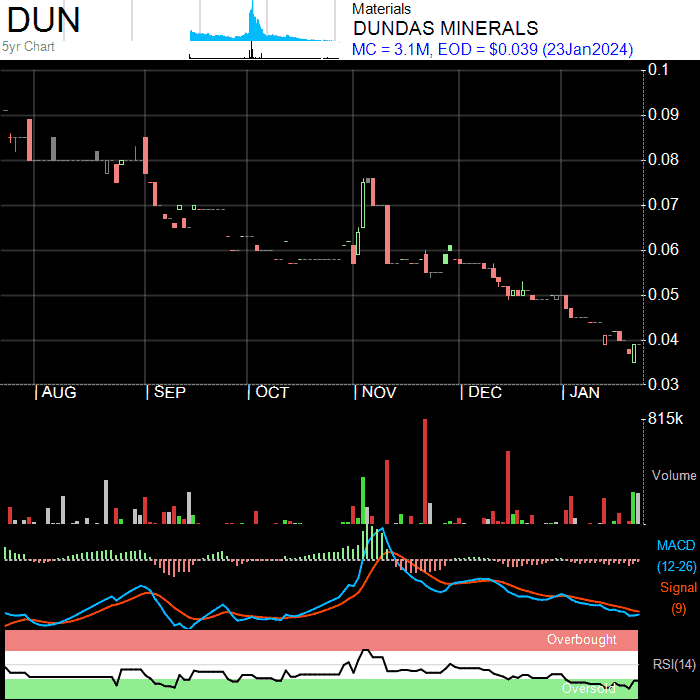 DUN
5yr Chart
Materials
DUNDAS MINERALS
MC = 3.1M, EOD = $0.039 (23Jan2024)
0.1
0.09
0.08
0.07
0.06
0.05
0.04
0.03
| AUG | SEP | OCT | NOV | DEC | JAN
815k
Volume
MACD
(12-26)
Signal
(9)
Overbought
RSI(14)
Oversold